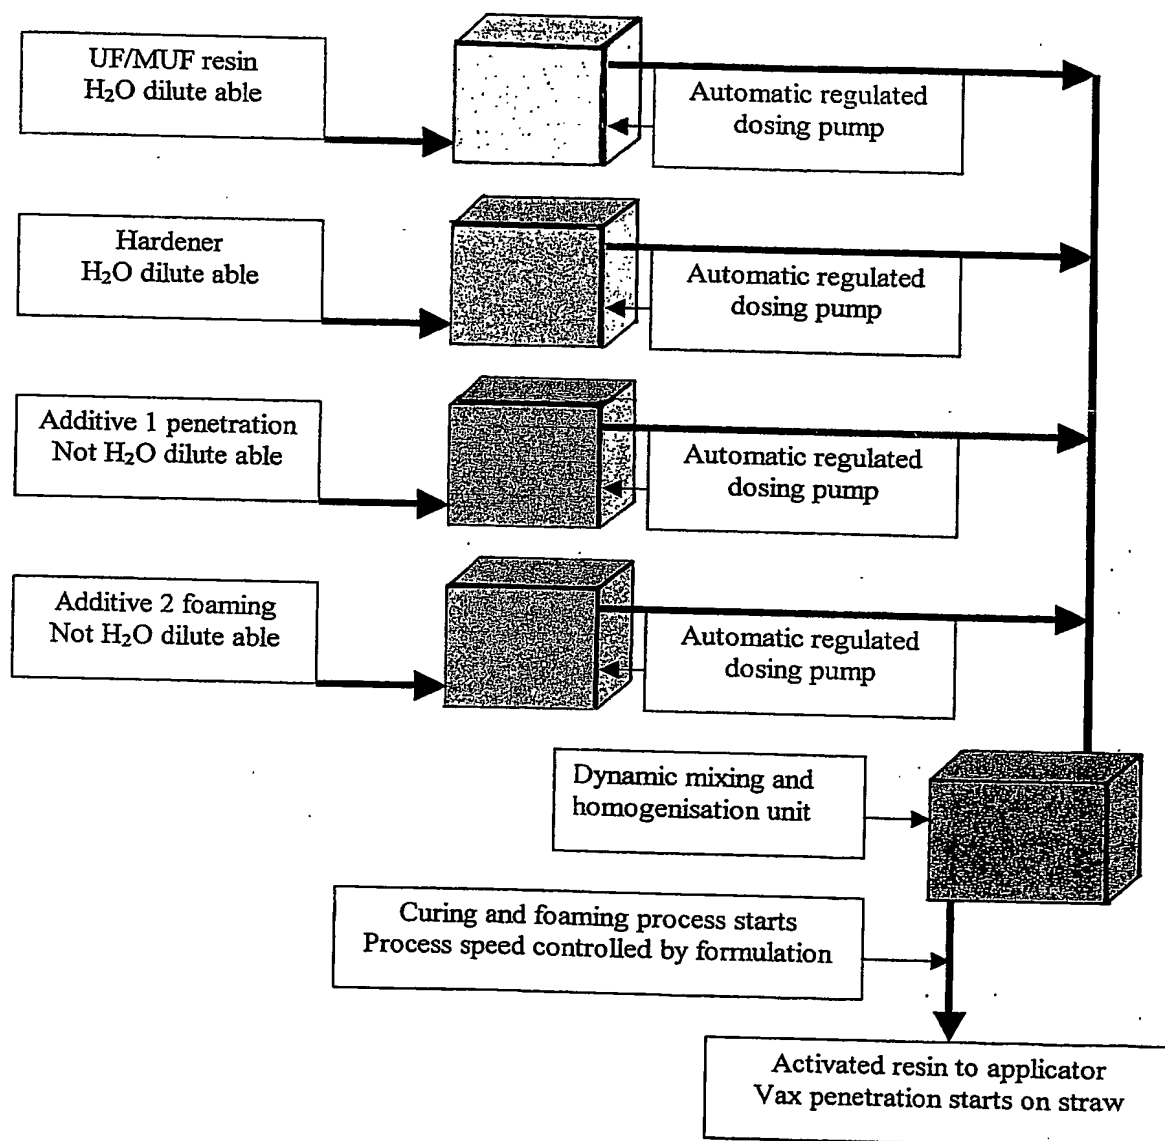 UF/MUF resin
H₂O dilute able
Automatic regulated
dosing pump
Hardener
H₂O dilute able
Automatic regulated
dosing pump
Additive 1 penetration
Not H₂O dilute able
Automatic regulated
dosing pump
Additive 2 foaming
Not H₂O dilute able
Automatic regulated
dosing pump
Dynamic mixing and
homogenisation unit
Curing and foaming process starts
Process speed controlled by formulation
Activated resin to applicator
Vax penetration starts on straw